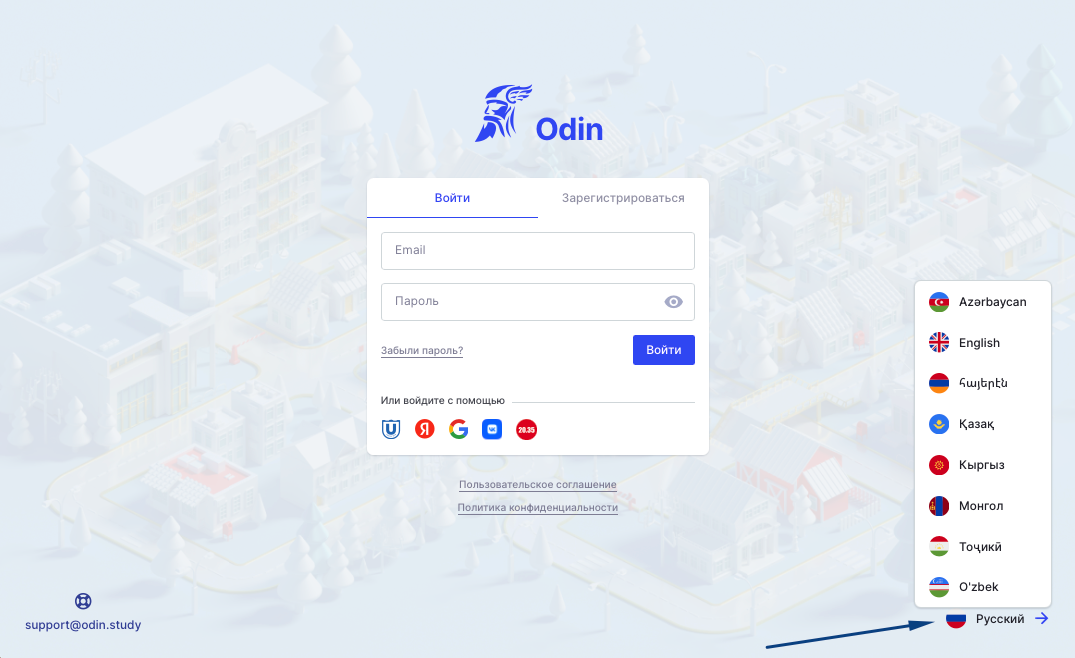 Odin
Войти
Зарегистрироваться
Email
Пароль
Забыли пароль?
Войти
Или войдите с помощью
U
Я
G
20.35
Пользовательское соглашение
Политика конфиденциальности
Azərbaycan
English
հայերէն
Қазақ
Кыргыз
Монгол
Тоҷикӣ
O'zbek
Русский
support@odin.study